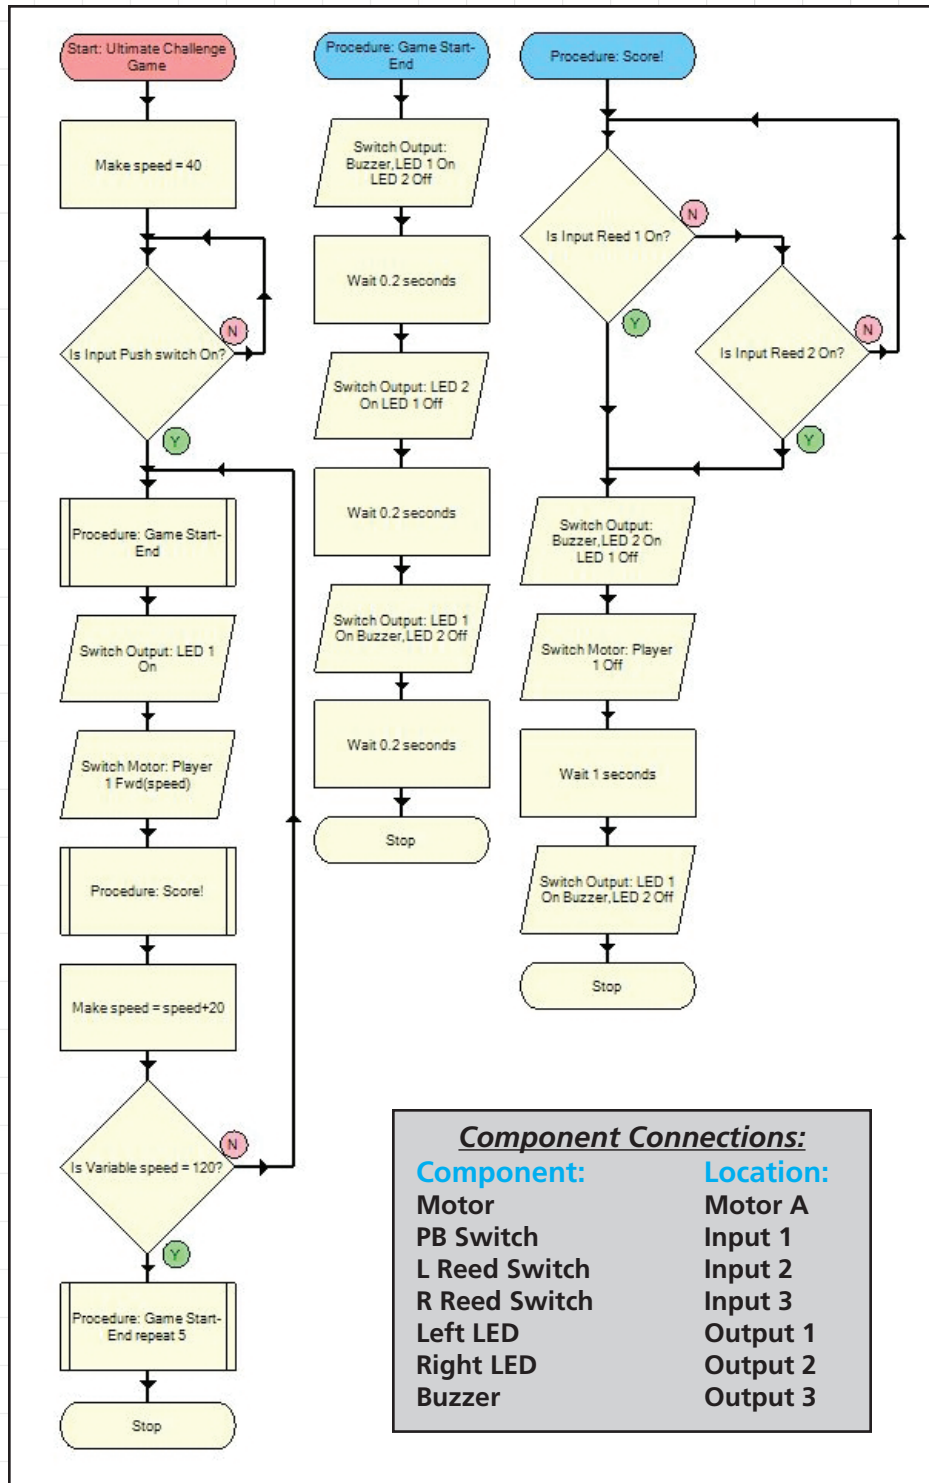 Start: Ultimate Challenge
Game
Make speed = 40
Is Input Push switch On?
N
Y
Procedure: Game Start-
End
Switch Output: LED 1
On
Switch Motor: Player
1 Fwd(speed)
Procedure: Score!
Make speed = speed+20
Is Variable speed = 120?
N
Y
Procedure: Game Start-
End repeat 5
Stop
Procedure: Game Start-
End
Switch Output:
Buzzer,LED 1 On
LED 2 Off
Wait 0.2 seconds
Switch Output: LED 2
On LED 1 Off
Wait 0.2 seconds
Switch Output: LED 1
On Buzzer,LED 2 Off
Wait 0.2 seconds
Stop
Procedure: Score!
Is Input Reed 1 On?
N
Y
Is Input Reed 2 On?
N
Y
Switch Output:
Buzzer,LED 2 On
LED 1 Off
Switch Motor: Player
1 Off
Wait 1 seconds
Switch Output: LED 1
On Buzzer,LED 2 Off
Stop
Component Connections:
Component: Location:
Motor Motor A
PB Switch Input 1
L Reed Switch Input 2
R Reed Switch Input 3
Left LED Output 1
Right LED Output 2
Buzzer Output 3